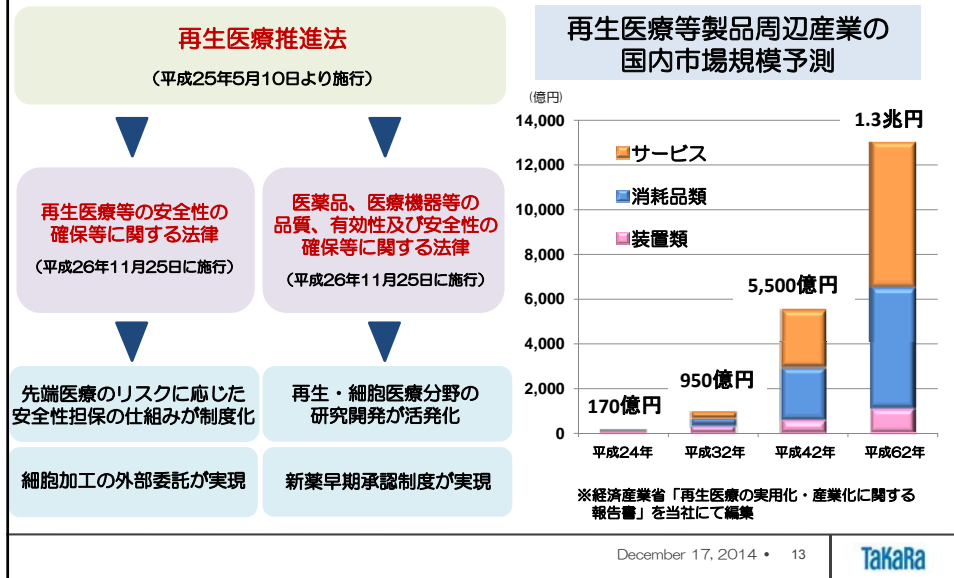 再生医療推進法
（平成25年5月10日より施行）
再生医療等の安全性の
確保等に関する法律
（平成26年11月25日に施行）
医薬品、医療機器等の
品質、有効性及び安全性の
確保等に関する法律
（平成26年11月25日に施行）
先端医療のリスクに応じた
安全性担保の仕組みが制度化
再生・細胞医療分野の
研究開発が活発化
細胞加工の外部委託が実現
新薬早期承認制度が実現
再生医療等製品周辺産業の
国内市場規模予測
(億円)
14,000
12,000
10,000
8,000
6,000
4,000
2,000
0
サービス
消耗品類
装置類
170億円
950億円
5,500億円
1.3兆円
平成24年
平成32年
平成42年
平成62年
※経済産業省「再生医療の実用化・産業化に関する
報告書」を当社にて編集
December 17, 2014 • 13
TaKaRa